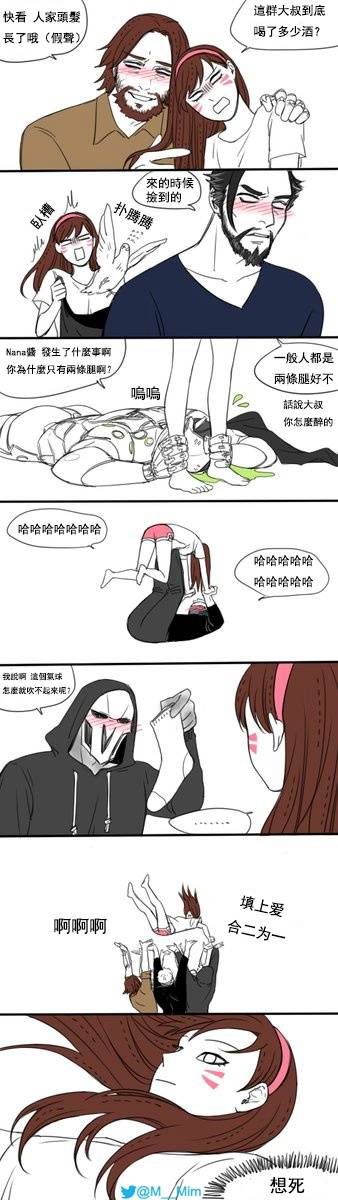 快看 人家頭髮
長了哦（假聲）
這群大叔到底
喝了多少酒？
來的時候
撿到的
臥槽
扑騰騰
Nana醬 發生了什麼事啊
你為什麼只有兩條腿啊？
一般人都是
兩條腿好不
話說大叔
你怎麼醉的
嗚嗚
哈哈哈哈哈哈哈
哈哈哈哈哈
哈哈哈哈哈
我說啊 這個氣球
怎麼就吹不起來呢？
………
啊啊啊
填上爱
合二为一
想死
@M__Mim